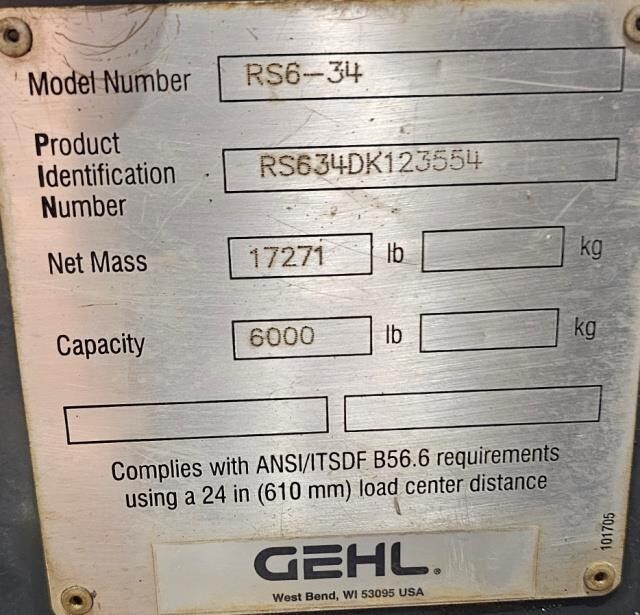 Model Number RS6-34
Product
Identification
Number
RS634DK123554
Net Mass 17271 lb kg
Capacity 6000 lb kg
Complies with ANSI/ITSDF B56.6 requirements
using a 24 in (610 mm) load center distance
101705
GEHL®
West Bend, WI 53095 USA